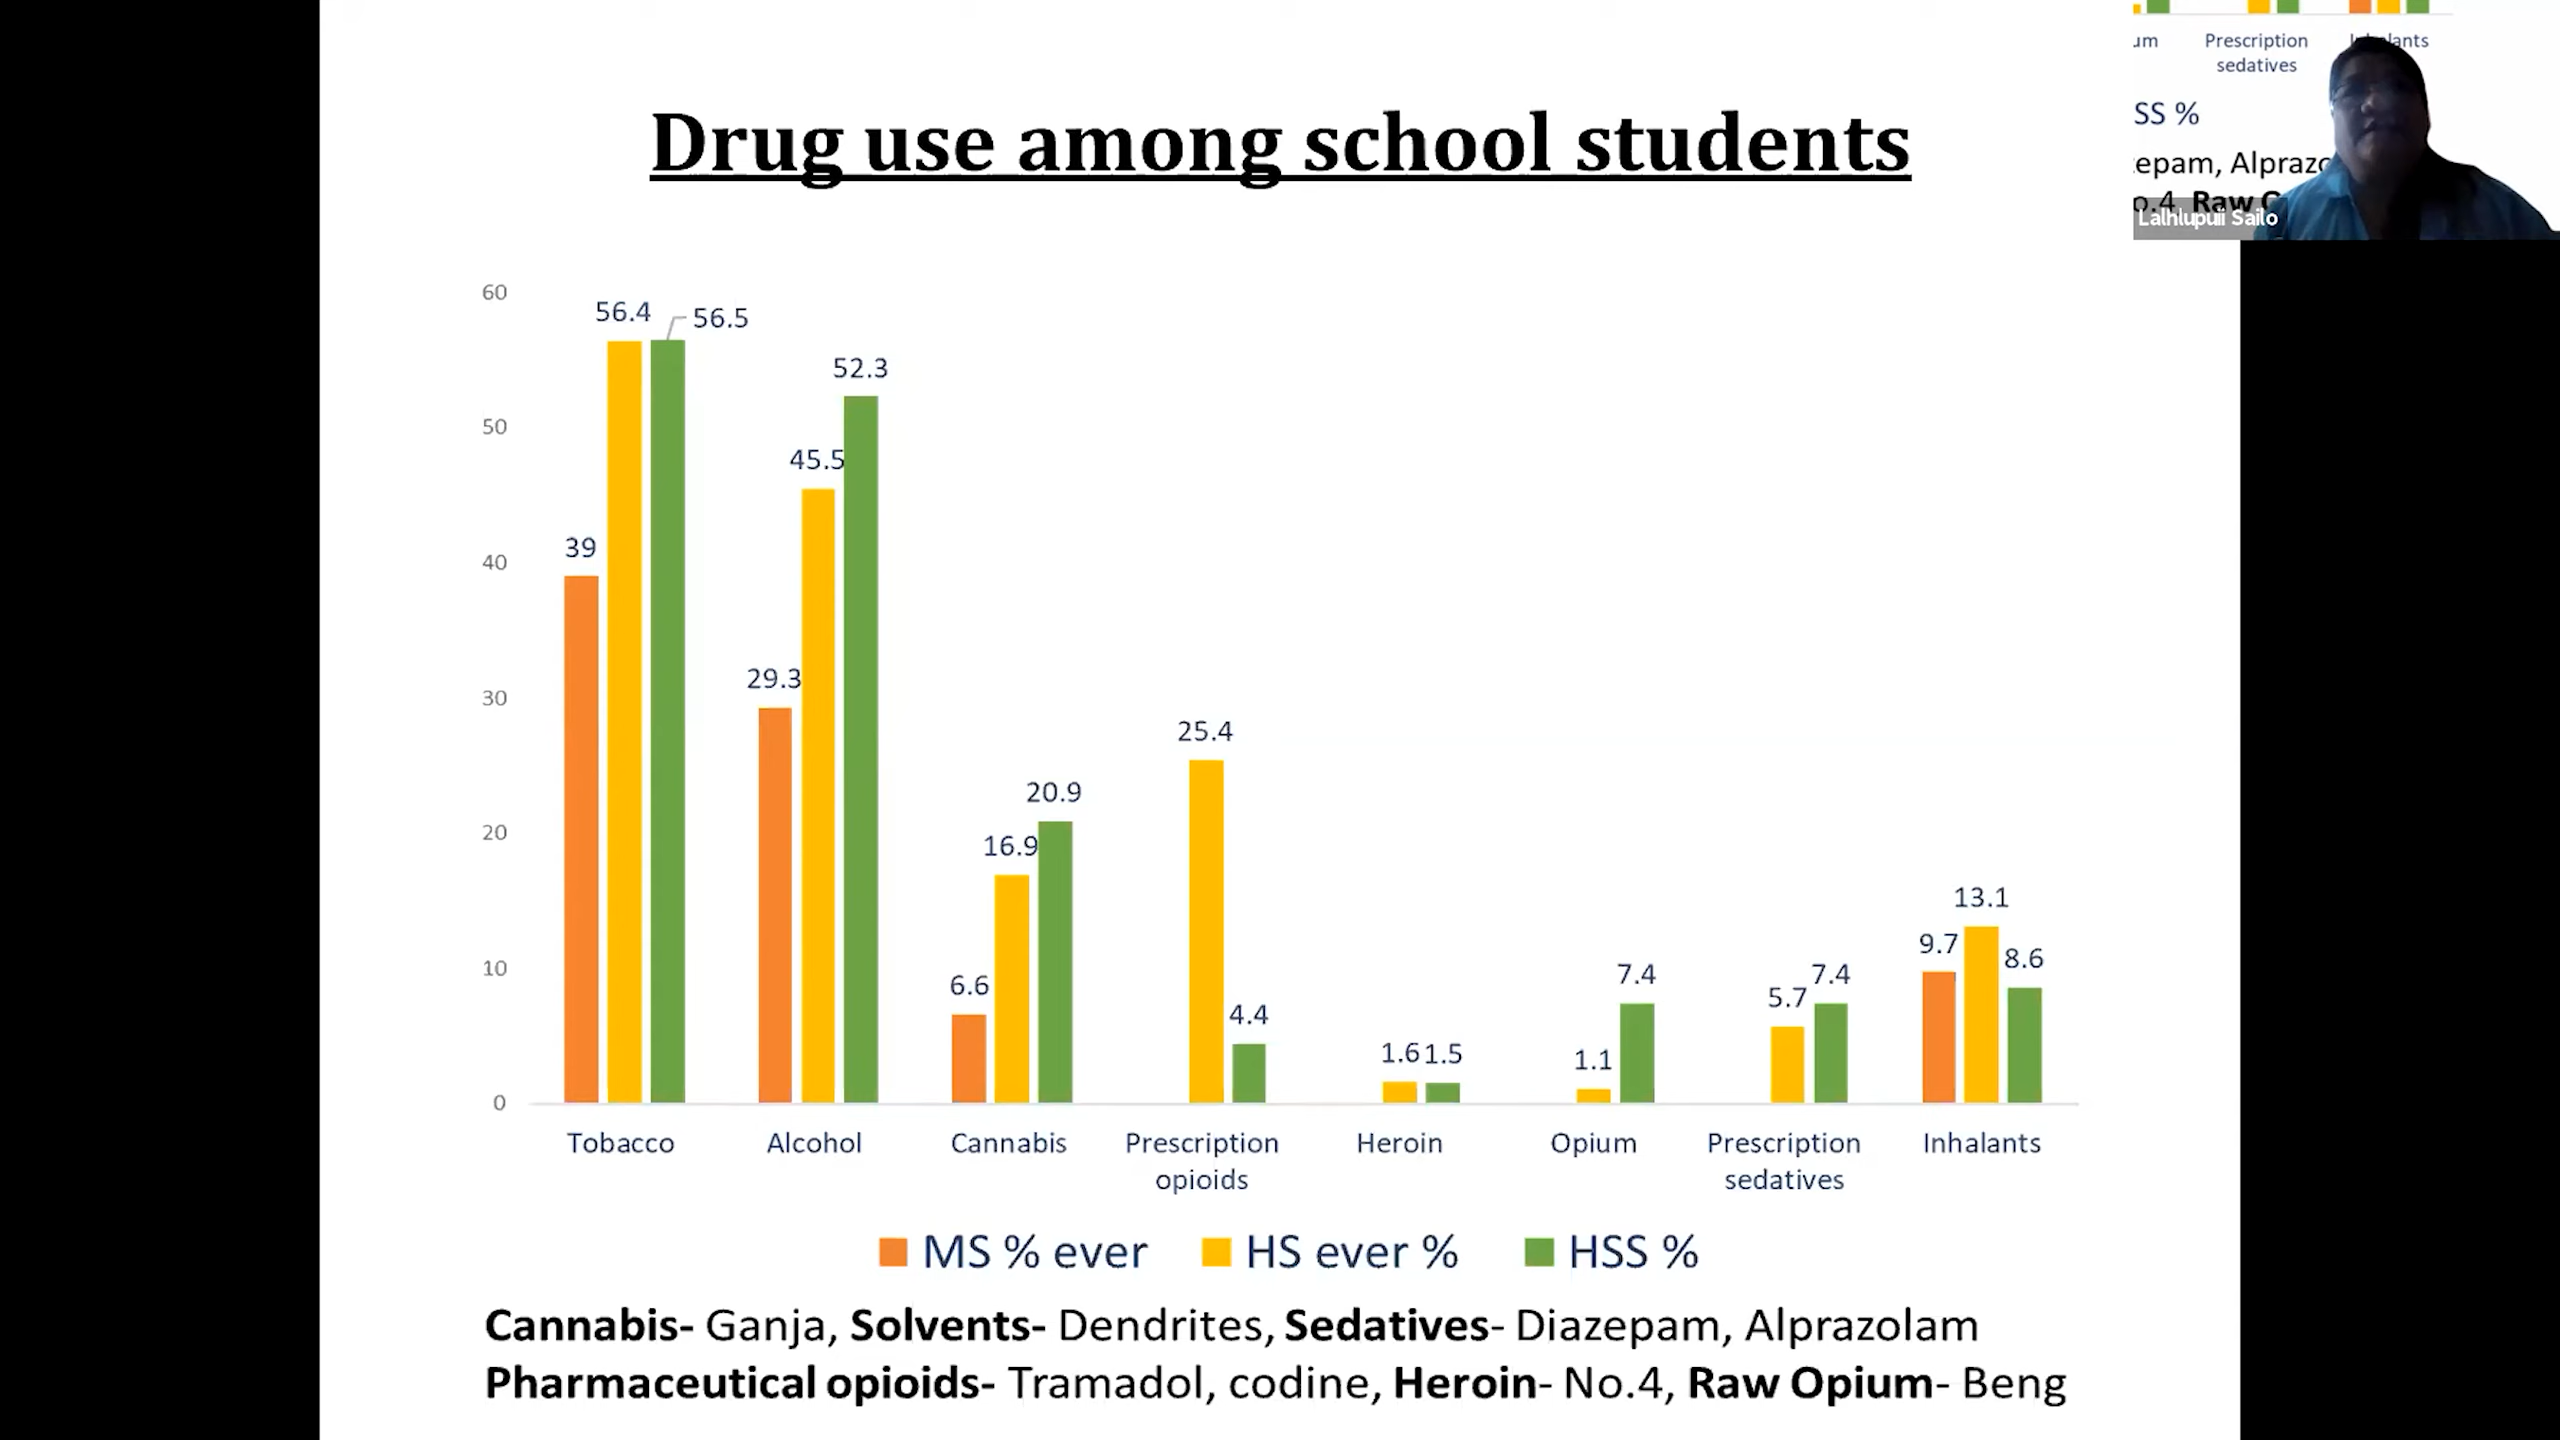 Drug use among school students
um
Prescription
sedatives
SS %
epam, Alprazo
o.4 Raw
Lalhlupuii Sailo
60
56.4
56.5
52.3
50
45.5
39
40
29.3
30
25.4
20.9
20
16.9
13.1
10
6.6
4.4
1.6
1.5
1.1
7.4
5.7
7.4
9.7
8.6
0
Tobacco
Alcohol
Cannabis
Prescription
opioids
Heroin
Opium
Prescription
sedatives
Inhalants
MS % ever
HS ever %
HSS %
Cannabis- Ganja, Solvents- Dendrites, Sedatives- Diazepam, Alprazolam
Pharmaceutical opioids- Tramadol, codine, Heroin- No.4, Raw Opium- Beng